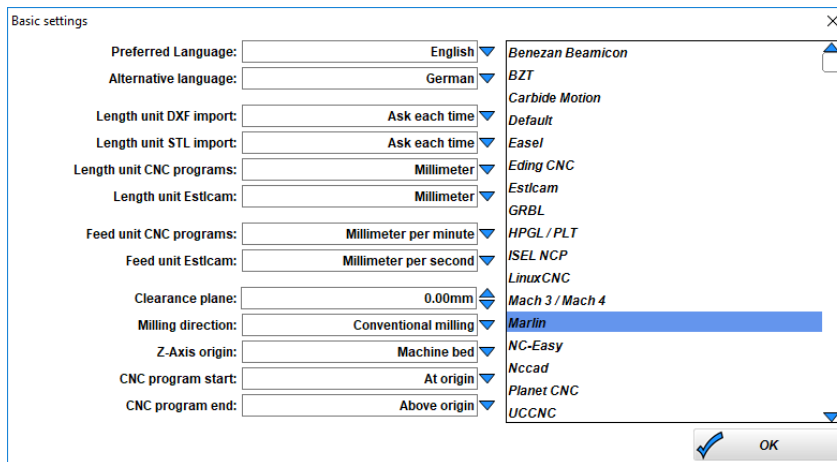 Basic settings
Preferred Language: English
Alternative language: German
Length unit DXF import: Ask each time
Length unit STL import: Ask each time
Length unit CNC programs: Millimeter
Length unit Estlcam: Millimeter
Feed unit CNC programs: Millimeter per minute
Feed unit Estlcam: Millimeter per second
Clearance plane: 0.00mm
Milling direction: Conventional milling
Z-Axis origin: Machine bed
CNC program start: At origin
CNC program end: Above origin
Benezan Beamicon
BZT
Carbide Motion
Default
Easel
Eding CNC
Estlcam
GRBL
HPGL / PLT
ISEL NCP
LinuxCNC
Mach 3 / Mach 4
Marlin
NC-Easy
Nccad
Planet CNC
UCCNC
OK